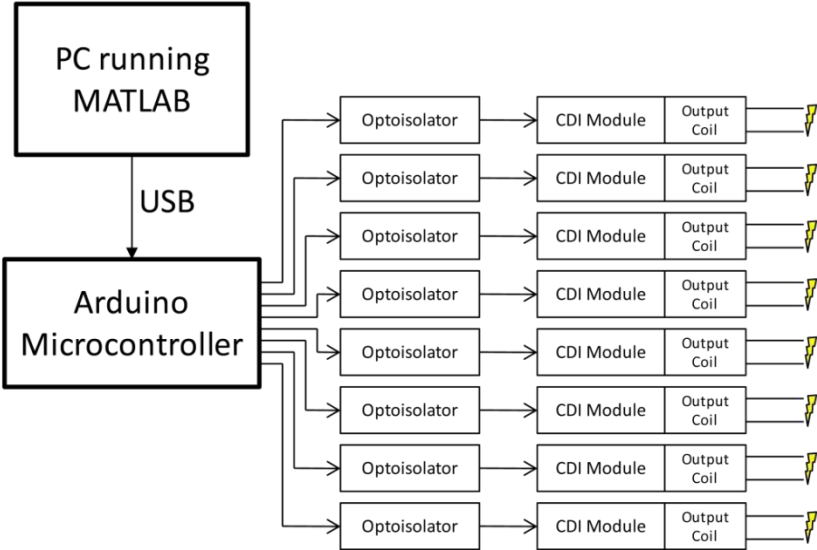 PC running
MATLAB
USB
Arduino
Microcontroller
Optoisolator
CDI Module
Output
Coil
Optoisolator
CDI Module
Output
Coil
Optoisolator
CDI Module
Output
Coil
Optoisolator
CDI Module
Output
Coil
Optoisolator
CDI Module
Output
Coil
Optoisolator
CDI Module
Output
Coil
Optoisolator
CDI Module
Output
Coil
Optoisolator
CDI Module
Output
Coil